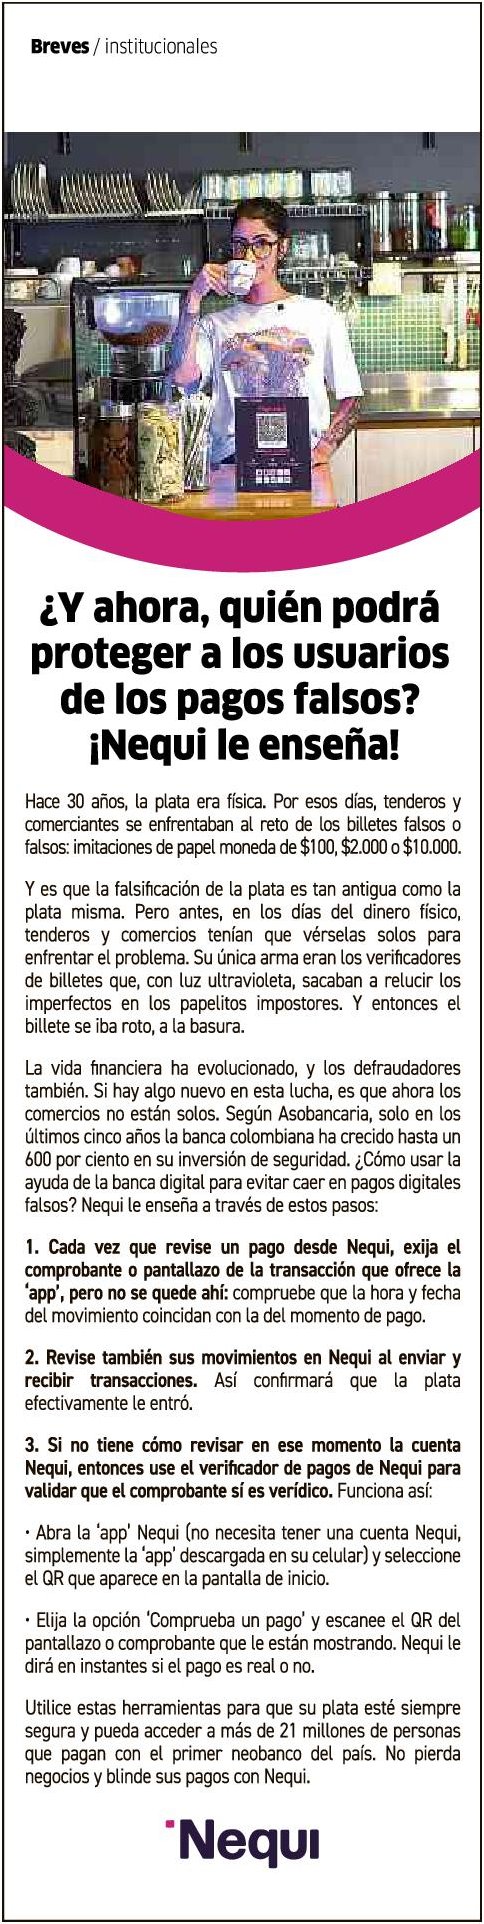 Breves / institucionales
¿Y ahora, quién podrá
proteger a los usuarios
de los pagos falsos?
¡Nequi le enseña!
Hace 30 años, la plata era física. Por esos días, tenderos y
comerciantes se enfrentaban al reto de los billetes falsos o
falsos: imitaciones de papel moneda de $100, $2.000 o $10.000.
Y es que la falsificación de la plata es tan antigua como la
plata misma. Pero antes, en los días del dinero físico,
tenderos y comercios tenían que vérselas solos para
enfrentar el problema. Su única arma eran los verificadores
de billetes que, con luz ultravioleta, sacaban a relucir los
imperfectos en los papelitos impostores. Y entonces el
billete se iba roto, a la basura.
La vida financiera ha evolucionado, y los defraudadores
también. Si hay algo nuevo en esta lucha, es que ahora los
comercios no están solos. Según Asobancaria, solo en los
últimos cinco años la banca colombiana ha crecido hasta un
600 por ciento en su inversión de seguridad. ¿Cómo usar la
ayuda de la banca digital para evitar caer en pagos digitales
falsos? Nequi le enseña a través de estos pasos:
1. Cada vez que revise un pago desde Nequi, exija el
comprobante o pantallazo de la transacción que ofrece la
‘app’, pero no se quede ahí: compruebe que la hora y fecha
del movimiento coincidan con la del momento de pago.
2. Revise también sus movimientos en Nequi al enviar y
recibir transacciones. Así confirmará que la plata
efectivamente le entró.
3. Si no tiene cómo revisar en ese momento la cuenta
Nequi, entonces use el verificador de pagos de Nequi para
validar que el comprobante sí es verídico. Funciona así:
· Abra la ‘app’ Nequi (no necesita tener una cuenta Nequi,
simplemente la ‘app’ descargada en su celular) y seleccione
el QR que aparece en la pantalla de inicio.
· Elija la opción ‘Comprueba un pago’ y escanee el QR del
pantallazo o comprobante que le están mostrando. Nequi le
dirá en instantes si el pago es real o no.
Utilice estas herramientas para que su plata esté siempre
segura y pueda acceder a más de 21 millones de personas
que pagan con el primer neobanco del país. No pierda
negocios y blinde sus pagos con Nequi.
Nequi